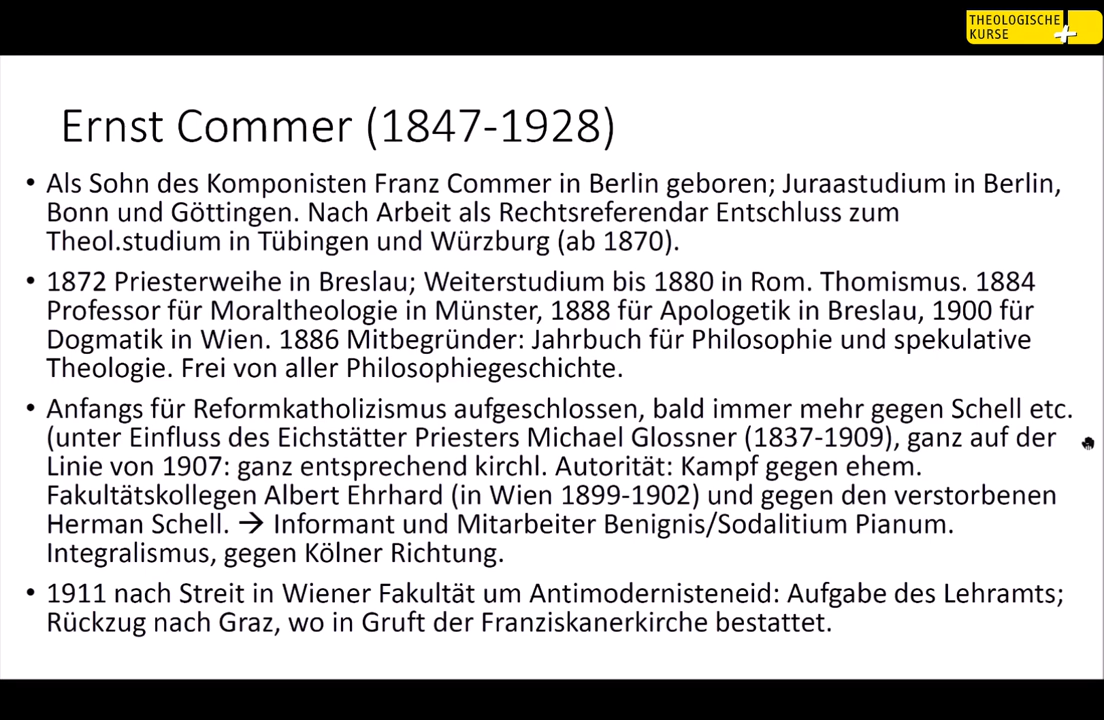 THEOLOGISCHE
KURSE
Ernst Commer (1847-1928)
• Als Sohn des Komponisten Franz Commer in Berlin geboren; Juraastudium in Berlin,
Bonn und Göttingen. Nach Arbeit als Rechtsreferendar Entschluss zum
Theol.studium in Tübingen und Würzburg (ab 1870).
• 1872 Priesterweihe in Breslau; Weiterstudium bis 1880 in Rom. Thomismus. 1884
Professor für Moraltheologie in Münster, 1888 für Apologetik in Breslau, 1900 für
Dogmatik in Wien. 1886 Mitbegründer: Jahrbuch für Philosophie und spekulative
Theologie. Frei von aller Philosophiegeschichte.
• Anfangs für Reformkatholizismus aufgeschlossen, bald immer mehr gegen Schell etc.
(unter Einfluss des Eichstätter Priesters Michael Glossner (1837-1909), ganz auf der
Linie von 1907: ganz entsprechend kirchl. Autorität: Kampf gegen ehem.
Fakultätskollegen Albert Ehrhard (in Wien 1899-1902) und gegen den verstorbenen
Herman Schell. → Informant und Mitarbeiter Benignis/Sodalitium Pianum.
Integralismus, gegen Kölner Richtung.
• 1911 nach Streit in Wiener Fakultät um Antimodernisteneid: Aufgabe des Lehramts;
Rückzug nach Graz, wo in Gruft der Franziskanerkirche bestattet.